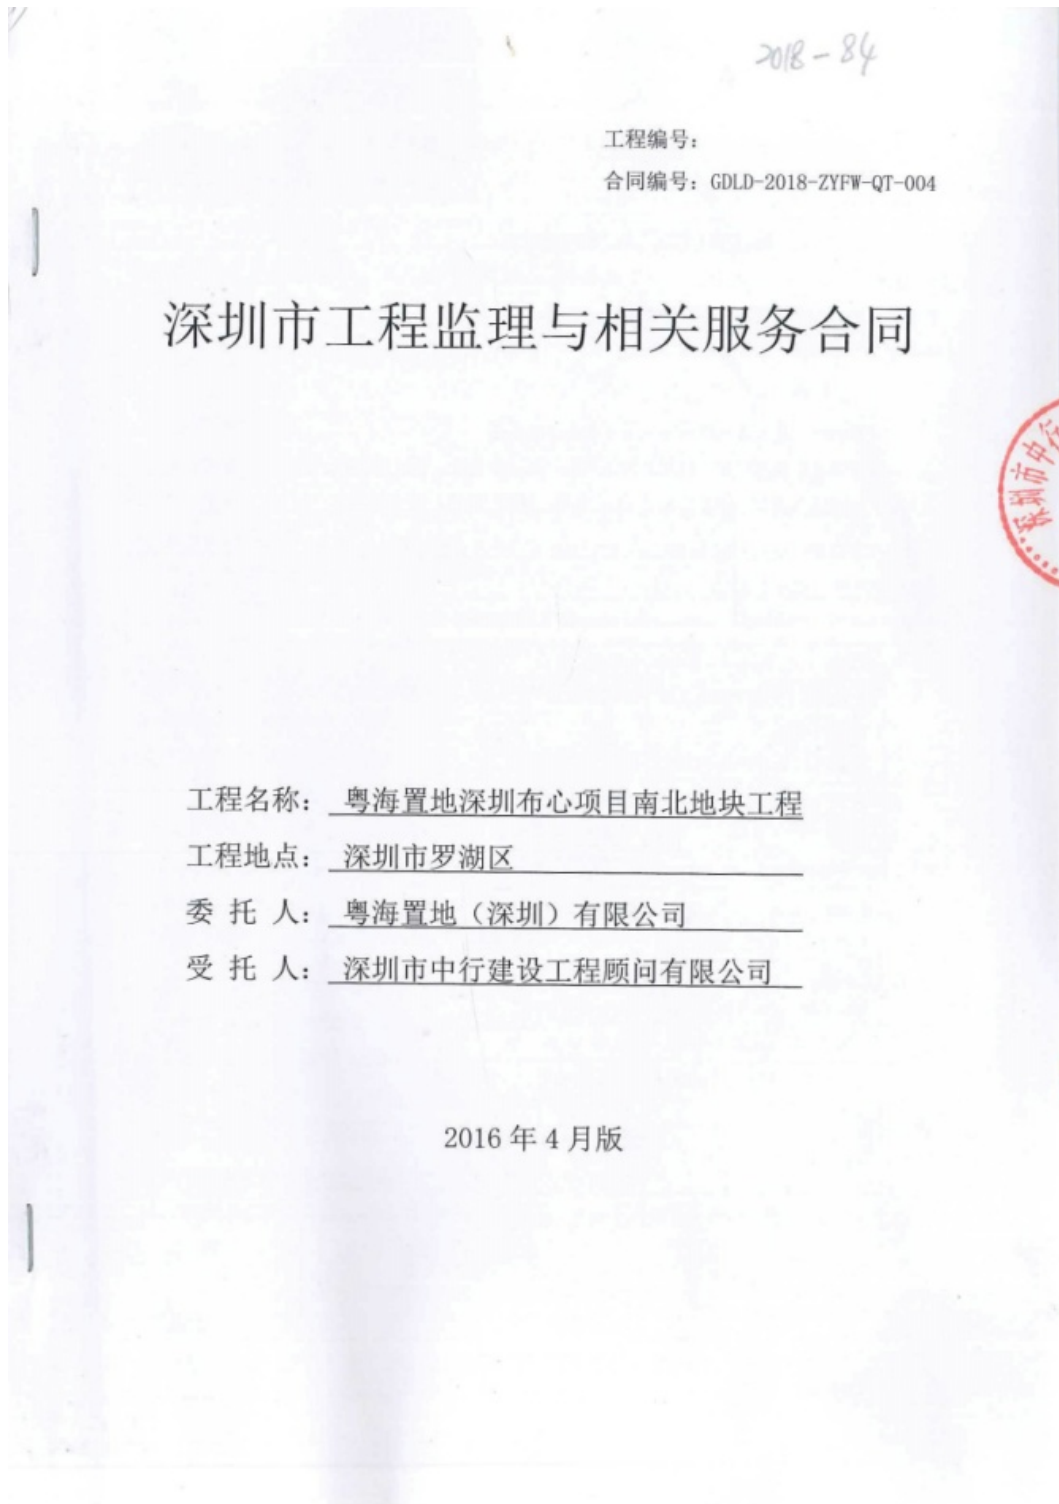 2018-84
工程编号：
合同编号：GDLD-2018-ZYFW-QT-004
深圳市工程监理与相关服务合同
深圳市中行
工程名称：粤海置地深圳布心项目南北地块工程
工程地点：深圳市罗湖区
委托人：粤海置地（深圳）有限公司
受托人：深圳市中行建设工程顾问有限公司
2016年4月版